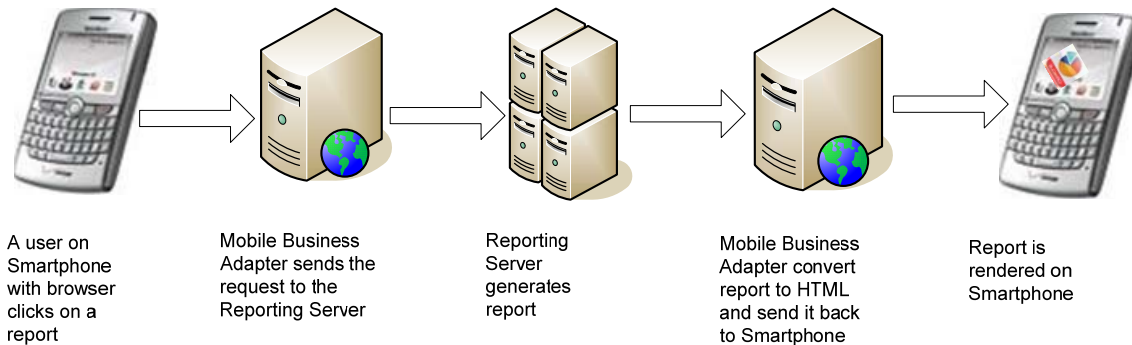 A user on
Smartphone
with browser
clicks on a
report
Mobile Business
Adapter sends the
request to the
Reporting Server
Reporting
Server
generates
report
Mobile Business
Adapter convert
report to HTML
and send it back
to Smartphone
Report is
rendered on
Smartphone